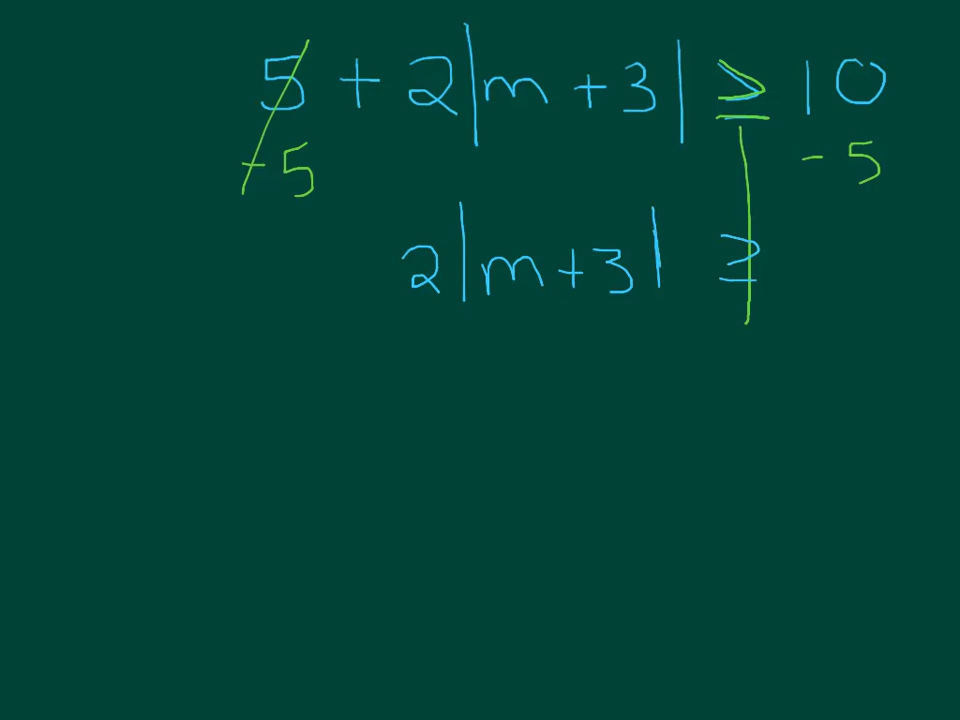 5 + 2|m + 3| ≥ 10
- 5 - 5
2|m + 3| ≥